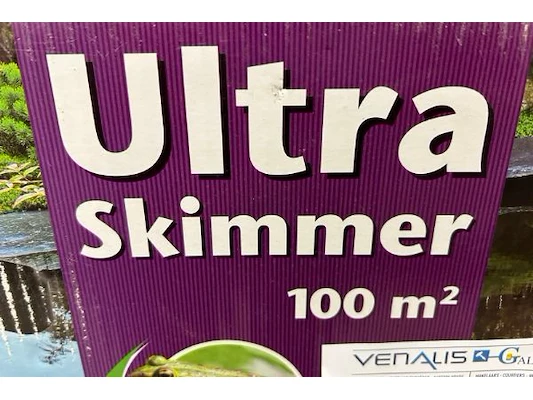 Ultra
Skimmer
100 m²
VENALIS